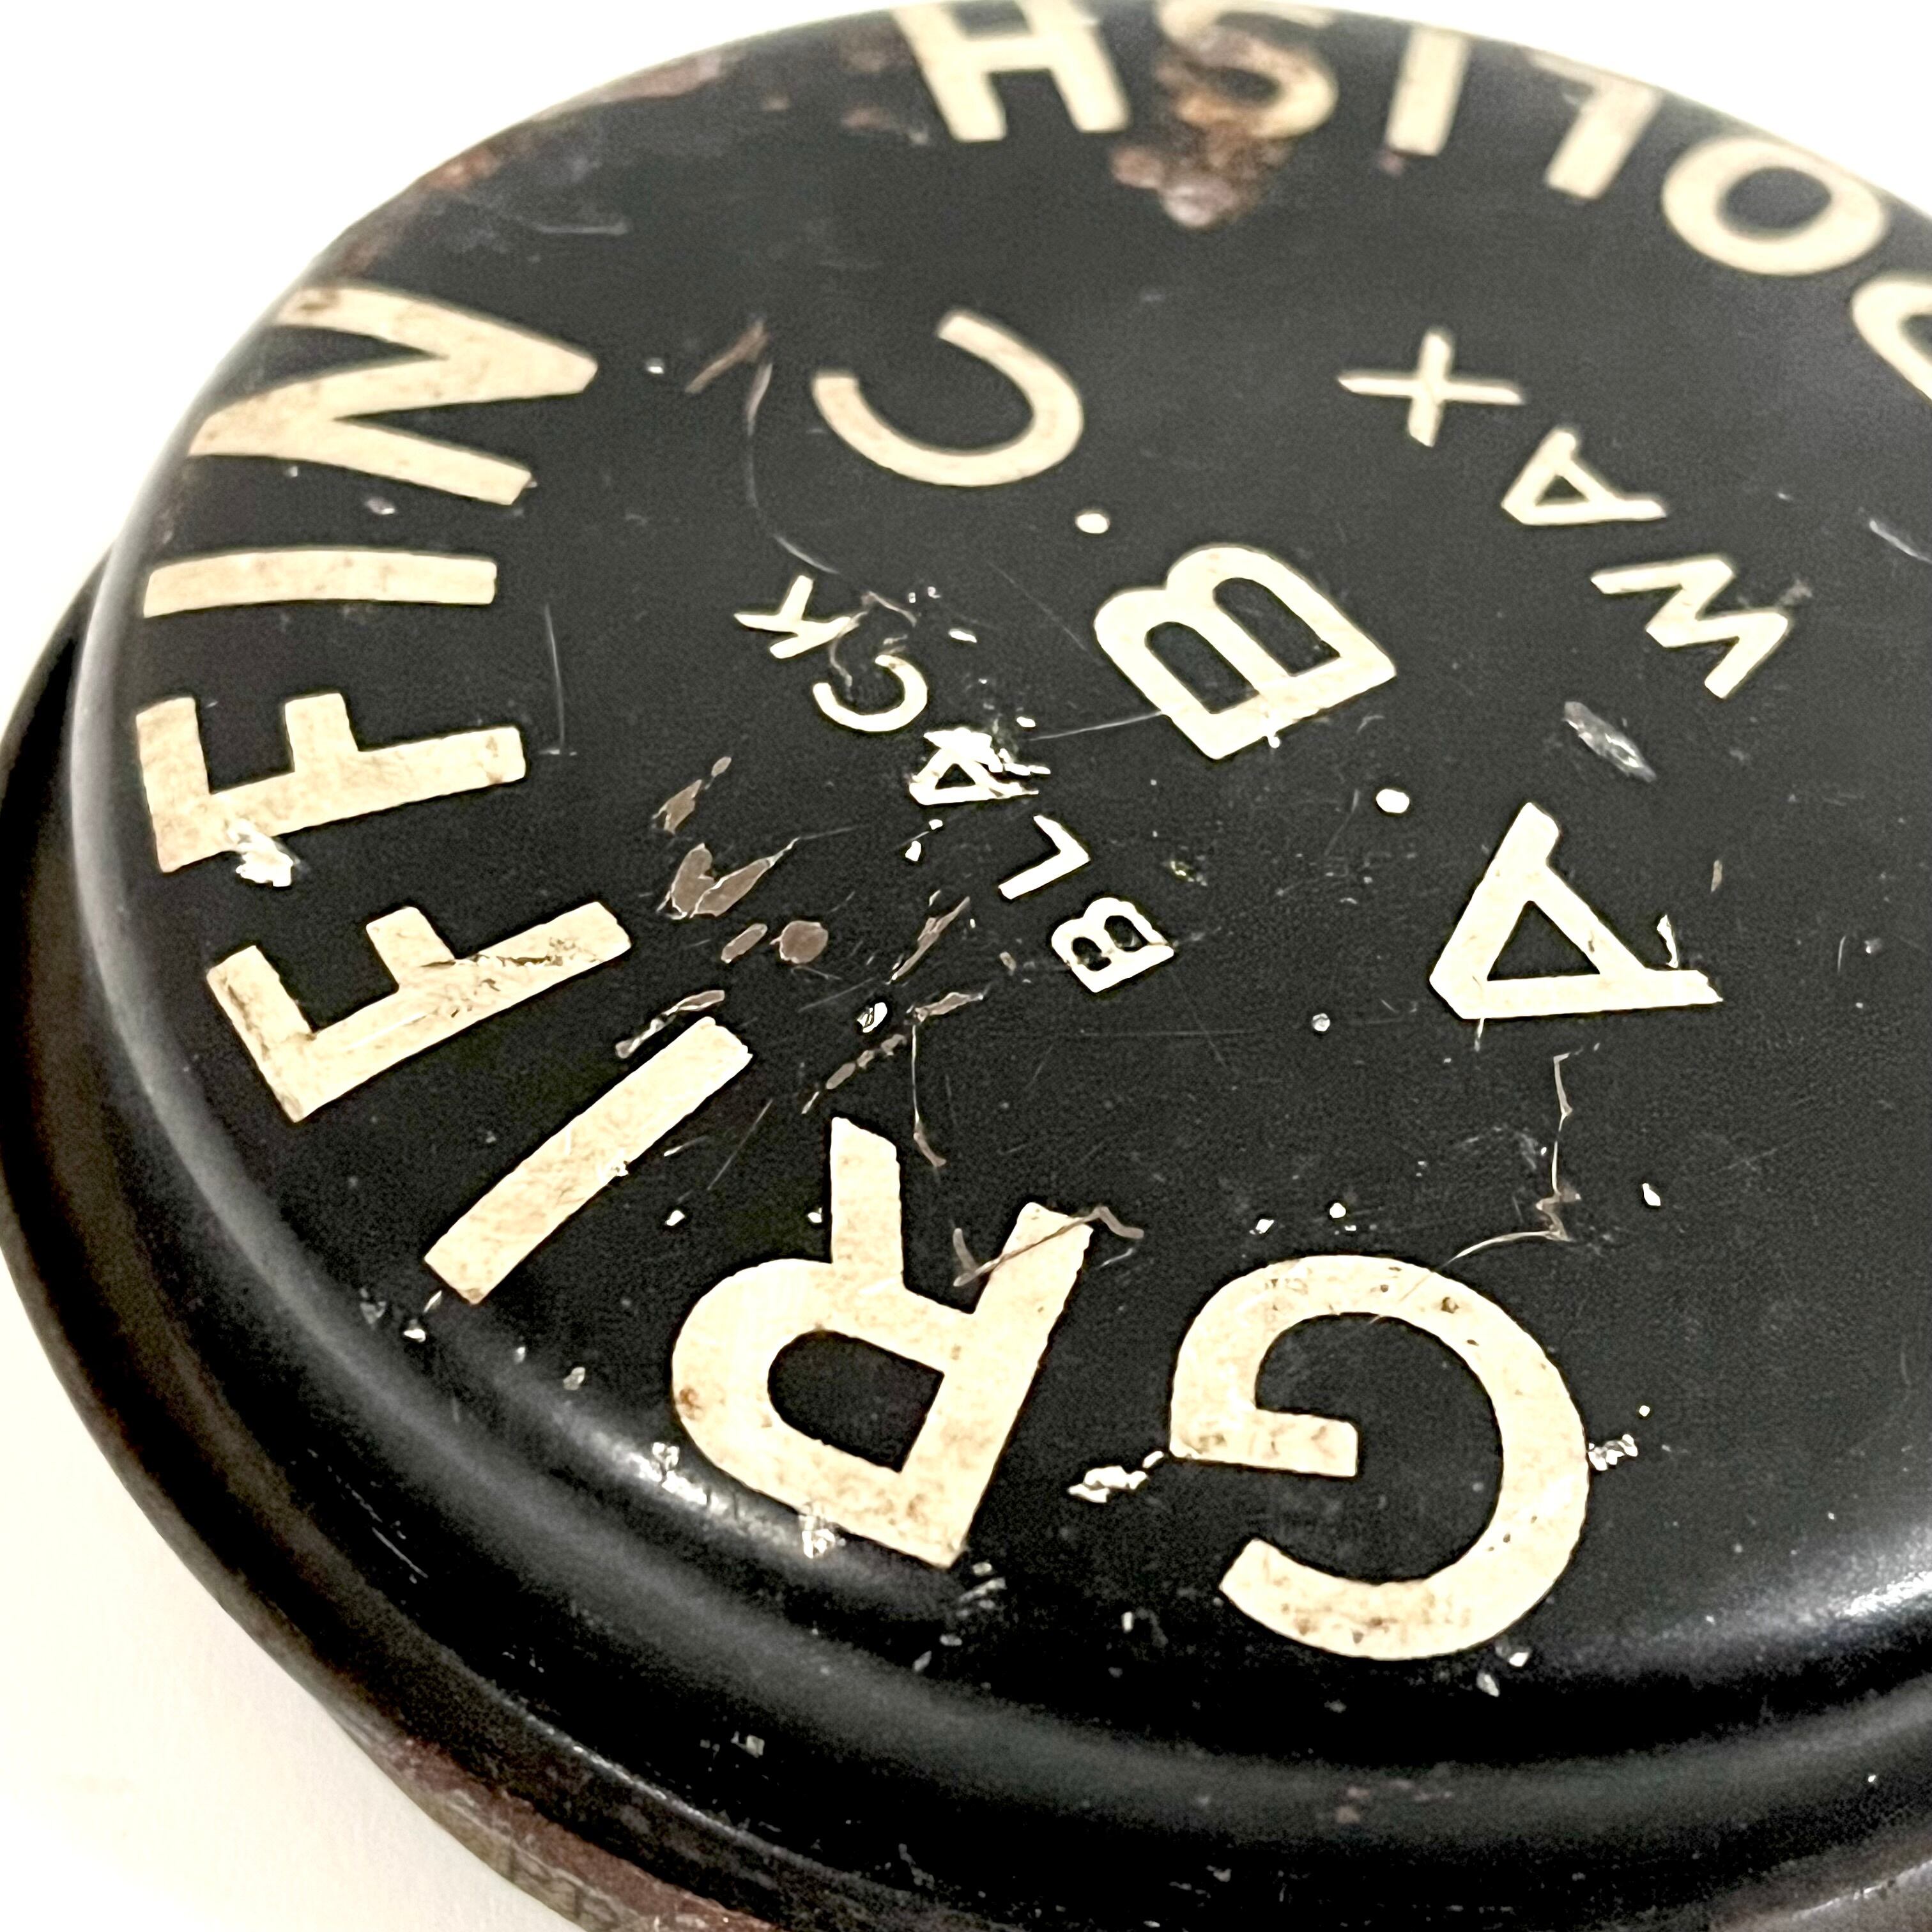 GRIFFIN
BLACK
A.B.C
WAX
POLISH